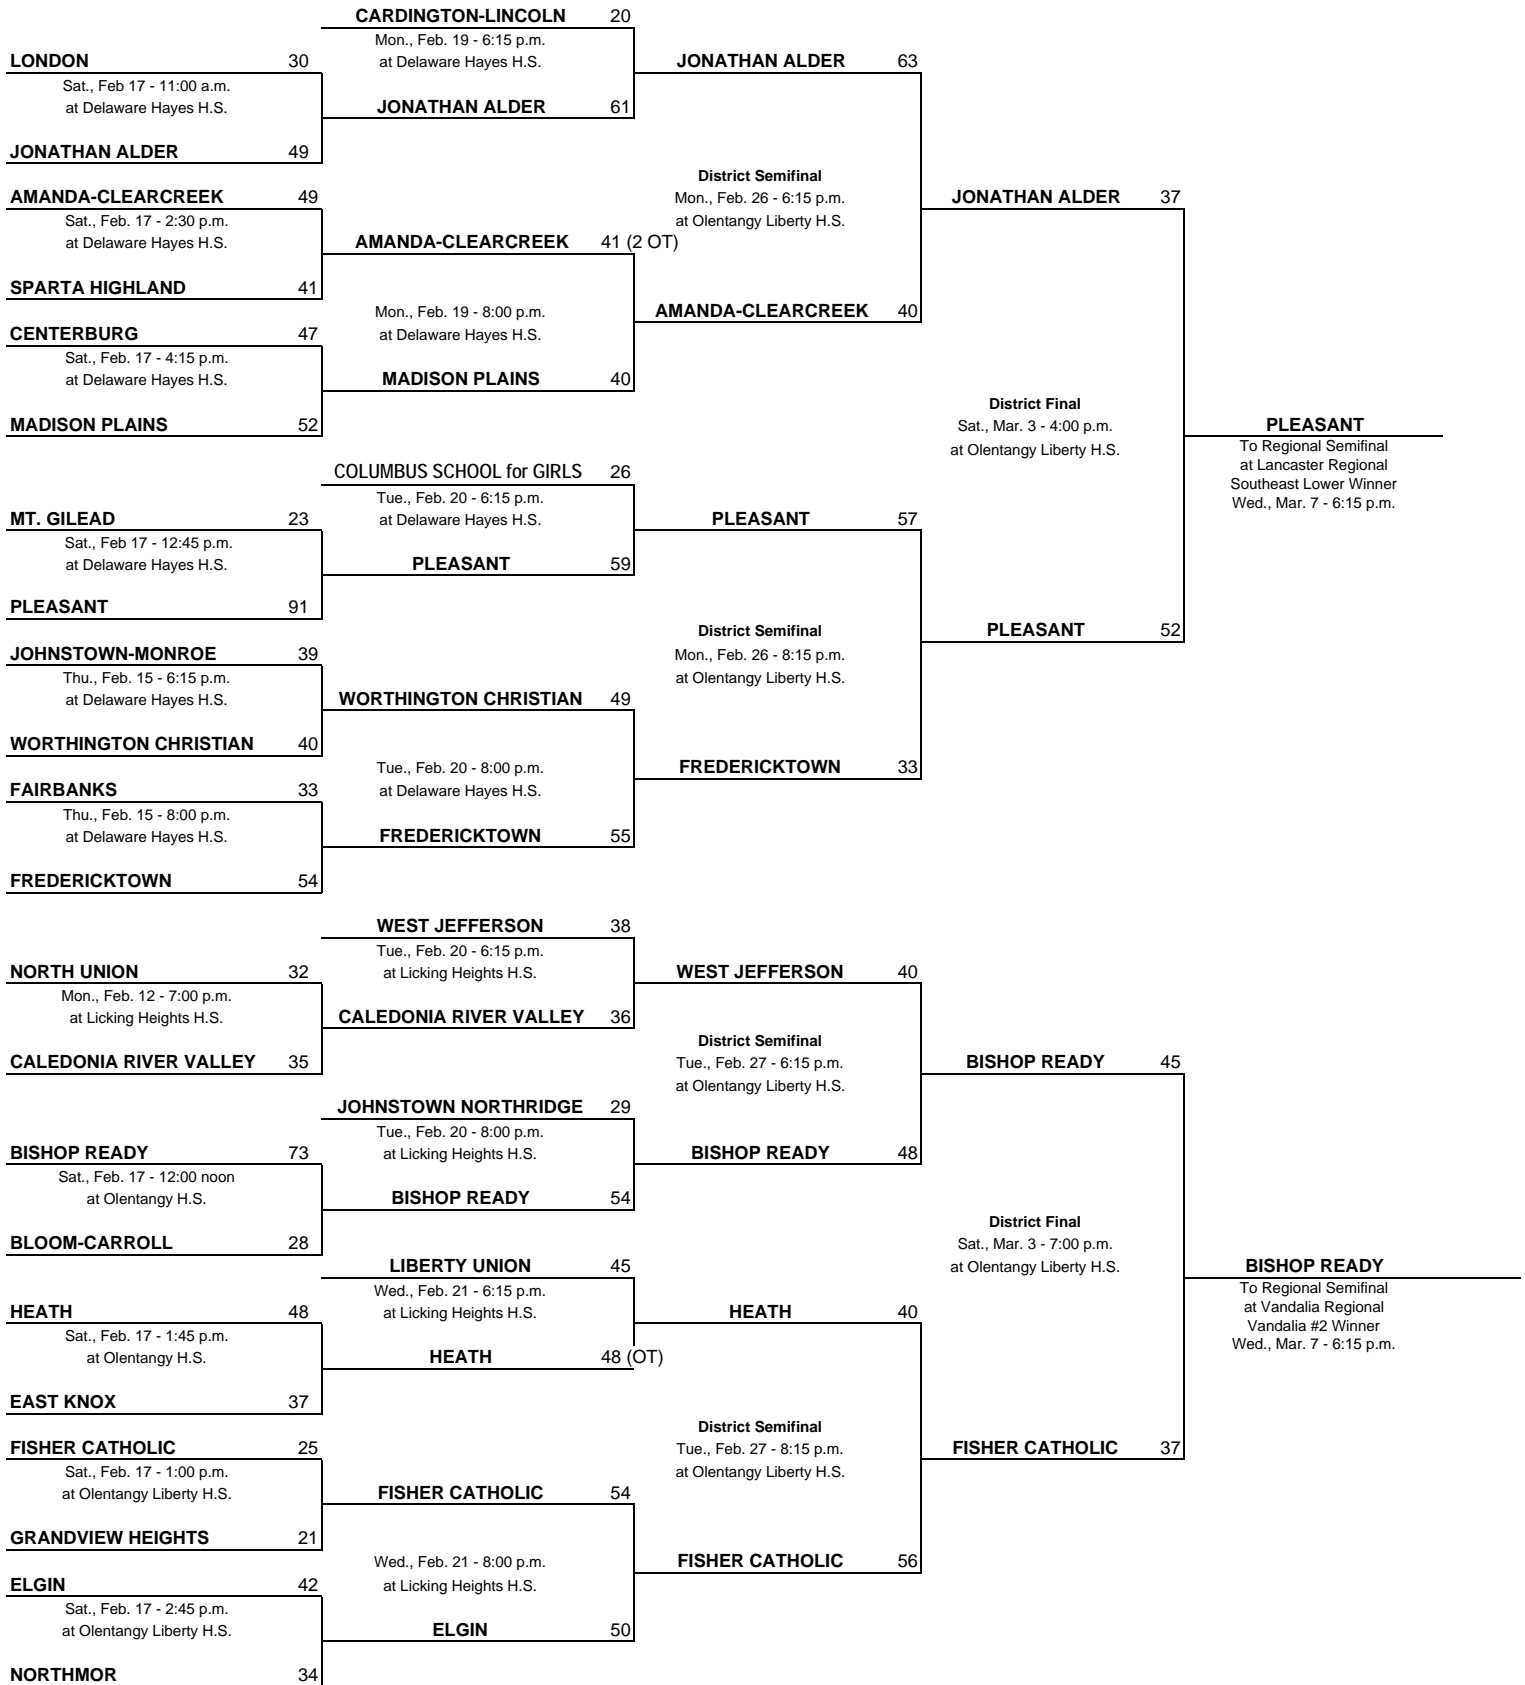 CARDINGTON-LINCOLN 20
Mon., Feb. 19 - 6:15 p.m.
LONDON 30
at Delaware Hayes H.S.
JONATHAN ALDER 63
Sat., Feb 17 - 11:00 a.m.
at Delaware Hayes H.S.
JONATHAN ALDER 61
JONATHAN ALDER 49
District Semifinal
AMANDA-CLEARCREEK 49
Mon., Feb. 26 - 6:15 p.m.
JONATHAN ALDER 37
Sat., Feb. 17 - 2:30 p.m.
at Olentangy Liberty H.S.
at Delaware Hayes H.S.
AMANDA-CLEARCREEK 41 (2 OT)
SPARTA HIGHLAND 41
Mon., Feb. 19 - 8:00 p.m.
AMANDA-CLEARCREEK 40
CENTERBURG 47
at Delaware Hayes H.S.
Sat., Feb. 17 - 4:15 p.m.
at Delaware Hayes H.S.
MADISON PLAINS 40
District Final
MADISON PLAINS 52
Sat., Mar. 3 - 4:00 p.m.
PLEASANT
at Olentangy Liberty H.S.
To Regional Semifinal
at Lancaster Regional
COLUMBUS SCHOOL for GIRLS 26
Southeast Lower Winner
Tue., Feb. 20 - 6:15 p.m.
Wed., Mar. 7 - 6:15 p.m.
MT. GILEAD 23
at Delaware Hayes H.S.
PLEASANT 57
Sat., Feb 17 - 12:45 p.m.
at Delaware Hayes H.S.
PLEASANT 59
PLEASANT 91
District Semifinal
PLEASANT 52
JOHNSTOWN-MONROE 39
Mon., Feb. 26 - 8:15 p.m.
Thu., Feb. 15 - 6:15 p.m.
at Olentangy Liberty H.S.
at Delaware Hayes H.S.
WORTHINGTON CHRISTIAN 49
WORTHINGTON CHRISTIAN 40
Tue., Feb. 20 - 8:00 p.m.
FREDERICKTOWN 33
FAIRBANKS 33
at Delaware Hayes H.S.
Thu., Feb. 15 - 8:00 p.m.
at Delaware Hayes H.S.
FREDERICKTOWN 55
FREDERICKTOWN 54
WEST JEFFERSON 38
Tue., Feb. 20 - 6:15 p.m.
NORTH UNION 32
at Licking Heights H.S.
WEST JEFFERSON 40
Mon., Feb. 12 - 7:00 p.m.
at Licking Heights H.S.
CALEDONIA RIVER VALLEY 36
District Semifinal
CALEDONIA RIVER VALLEY 35
Tue., Feb. 27 - 6:15 p.m.
BISHOP READY 45
at Olentangy Liberty H.S.
JOHNSTOWN NORTHRIDGE 29
Tue., Feb. 20 - 8:00 p.m.
BISHOP READY 73
at Licking Heights H.S.
BISHOP READY 48
Sat., Feb. 17 - 12:00 noon
at Olentangy H.S.
BISHOP READY 54
District Final
BLOOM-CARROLL 28
Sat., Mar. 3 - 7:00 p.m.
LIBERTY UNION 45
at Olentangy Liberty H.S.
BISHOP READY
Wed., Feb. 21 - 6:15 p.m.
To Regional Semifinal
at Vandalia Regional
HEATH 48
at Licking Heights H.S.
HEATH 40
Vandalia #2 Winner
Sat., Feb. 17 - 1:45 p.m.
Wed., Mar. 7 - 6:15 p.m.
at Olentangy H.S.
HEATH 48 (OT)
EAST KNOX 37
District Semifinal
FISHER CATHOLIC 25
Tue., Feb. 27 - 8:15 p.m.
FISHER CATHOLIC 37
Sat., Feb. 17 - 1:00 p.m.
at Olentangy Liberty H.S.
at Olentangy Liberty H.S.
FISHER CATHOLIC 54
GRANDVIEW HEIGHTS 21
Wed., Feb. 21 - 8:00 p.m.
FISHER CATHOLIC 56
ELGIN 42
at Licking Heights H.S.
Sat., Feb. 17 - 2:45 p.m.
at Olentangy Liberty H.S.
ELGIN 50
NORTHMOR 34